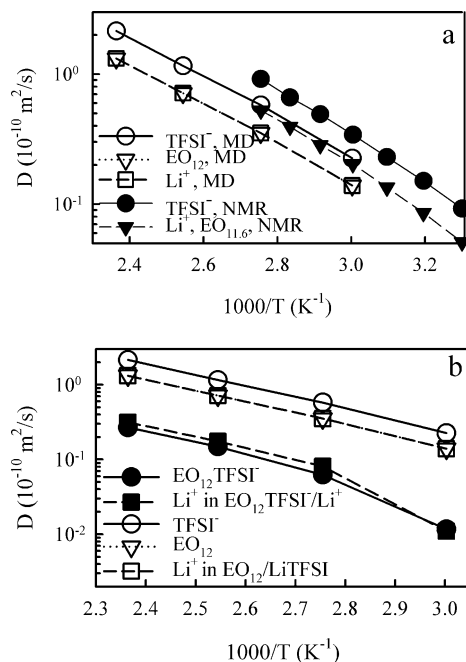 a
D (10⁻¹⁰ m²/s)
10⁰
10⁻¹
TFSI⁻, MD
EO₁₂, MD
Li⁺, MD
TFSI⁻, NMR
Li⁺, EO₁₁.₆, NMR
2.4 2.6 2.8 3.0 3.2
1000/T (K⁻¹)
b
D (10⁻¹⁰ m²/s)
10¹
10⁰
10⁻¹
10⁻²
EO₁₂TFSI⁻
Li⁺ in EO₁₂TFSI⁻/Li⁺
TFSI⁻
EO₁₂
Li⁺ in EO₁₂/LiTFSI
2.3 2.4 2.5 2.6 2.7 2.8 2.9 3.0
1000/T (K⁻¹)